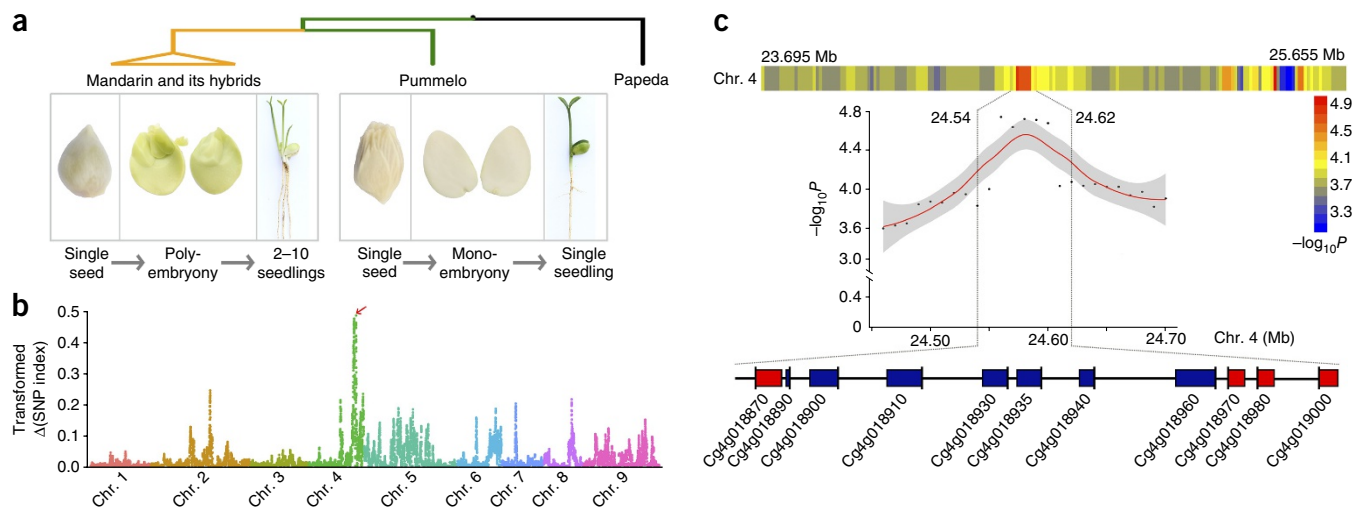 a
Mandarin and its hybrids
Pummelo
Papeda
Single
seed
Poly-
embryony
2–10
seedlings
Single
seed
Mono-
embryony
Single
seedling
b
Transformed
Δ(SNP index)
0.5
0.4
0.3
0.2
0.1
0.0
Chr. 1
Chr. 2
Chr. 3
Chr. 4
Chr. 5
Chr. 6
Chr. 7
Chr. 8
Chr. 9
c
23.695 Mb
25.655 Mb
Chr. 4
4.8
4.4
4.0
3.6
3.0
0.4
0
–log10P
24.54
24.62
4.9
4.5
4.1
3.7
3.3
–log10P
24.50
24.60
24.70
Chr. 4 (Mb)
Cg4g018870
Cg4g018890
Cg4g018900
Cg4g018910
Cg4g018930
Cg4g018935
Cg4g018940
Cg4g018960
Cg4g018970
Cg4g018980
Cg4g019000